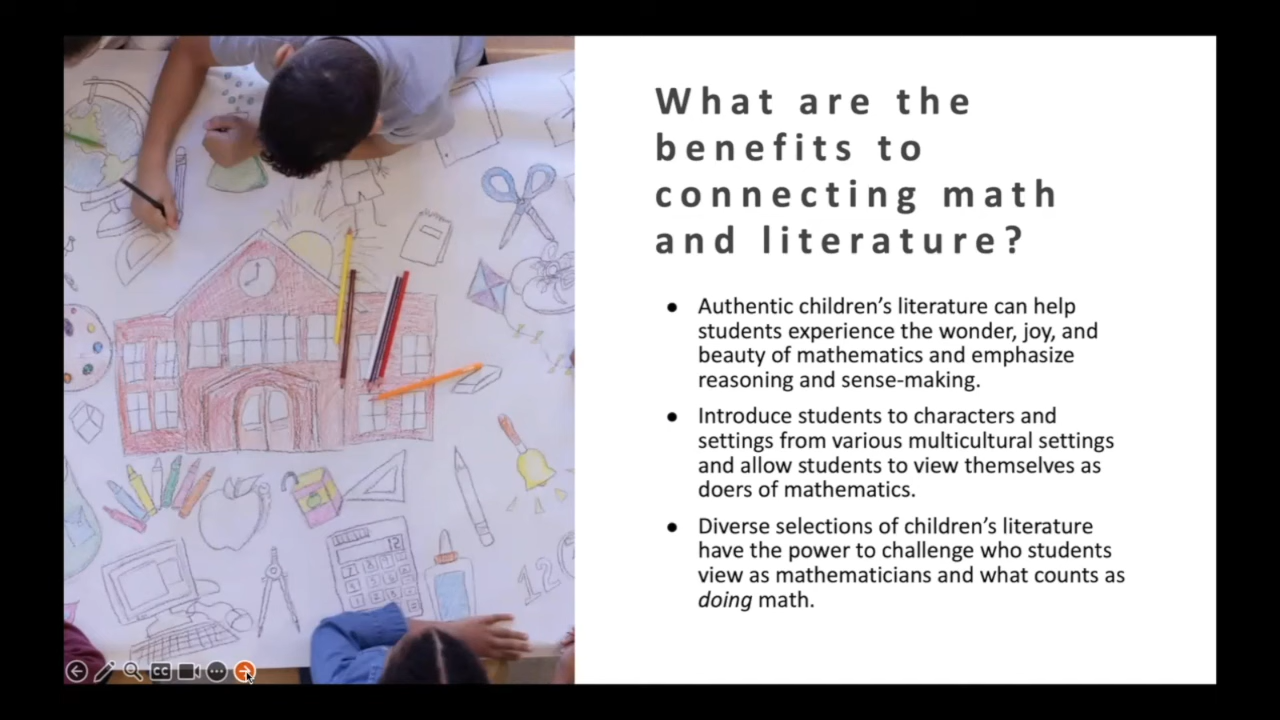 What are the
benefits to
connecting math
and literature?
● Authentic children's literature can help
students experience the wonder, joy, and
beauty of mathematics and emphasize
reasoning and sense-making.
● Introduce students to characters and
settings from various multicultural settings
and allow students to view themselves as
doers of mathematics.
● Diverse selections of children's literature
have the power to challenge who students
view as mathematicians and what counts as
doing math.
12
CC